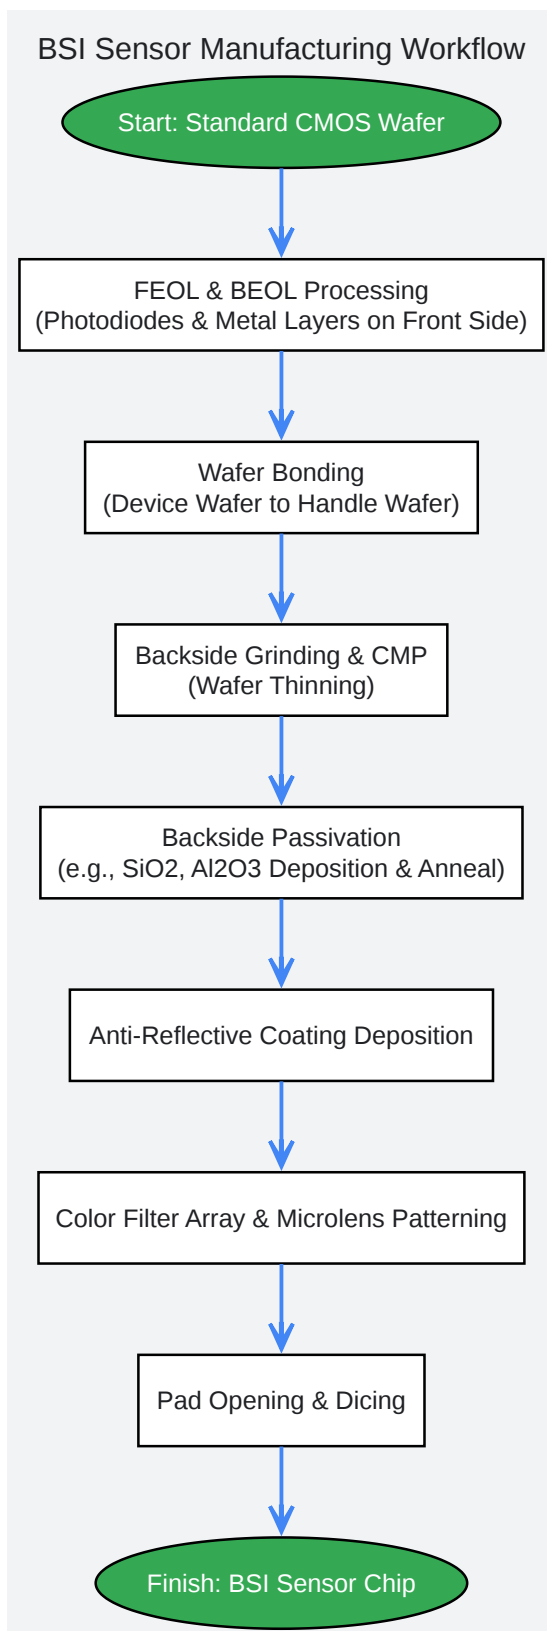 BSI Sensor Manufacturing Workflow
Start: Standard CMOS Wafer
FEOL & BEOL Processing
(Photodiodes & Metal Layers on Front Side)
Wafer Bonding
(Device Wafer to Handle Wafer)
Backside Grinding & CMP
(Wafer Thinning)
Backside Passivation
(e.g., SiO2, Al2O3 Deposition & Anneal)
Anti-Reflective Coating Deposition
Color Filter Array & Microlens Patterning
Pad Opening & Dicing
Finish: BSI Sensor Chip